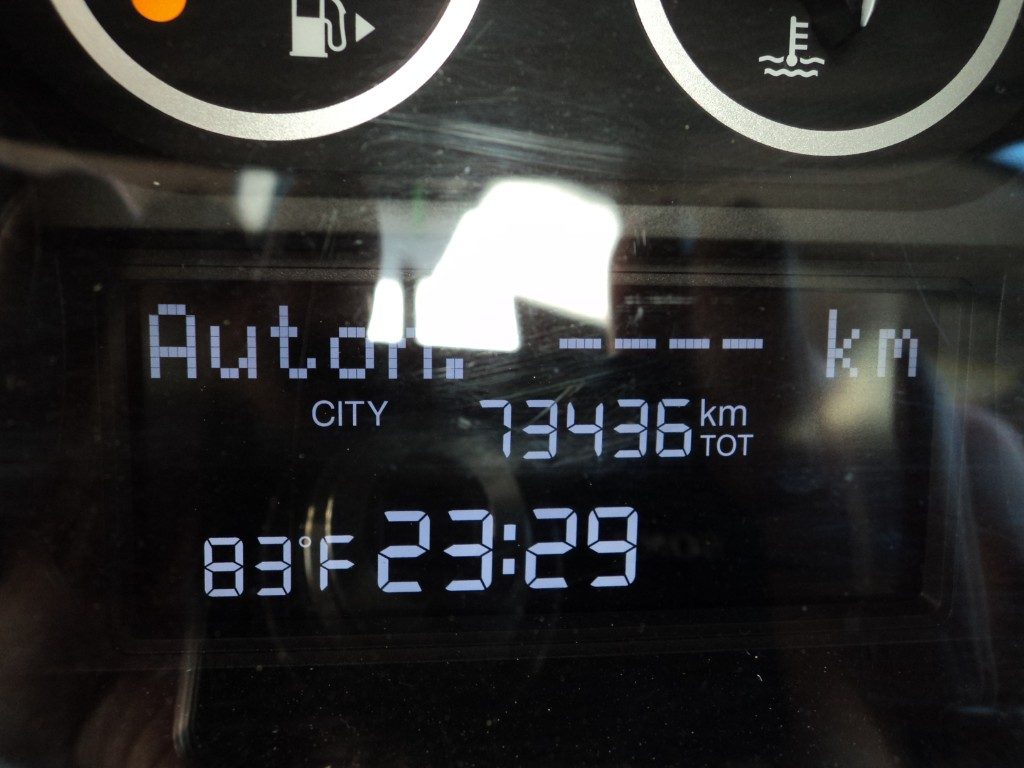 Auton. ---- km
CITY 73436 km TOT
83°F 23:29